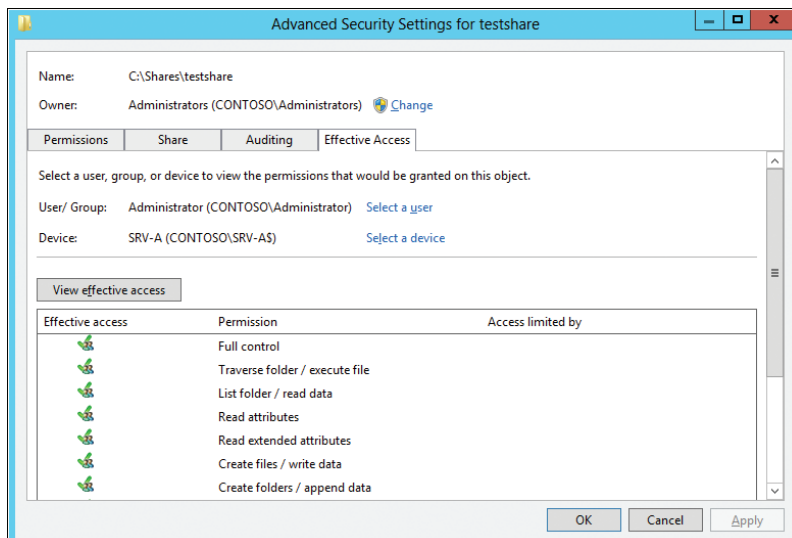 Advanced Security Settings for testshare
Name: C:\Shares\testshare
Owner: Administrators (CONTOSO\Administrators) Change
Permissions Share Auditing Effective Access
Select a user, group, or device to view the permissions that would be granted on this object.
User/ Group: Administrator (CONTOSO\Administrator) Select a user
Device: SRV-A (CONTOSO\SRV-A$) Select a device
View effective access
Effective access Permission Access limited by
Full control
Traverse folder / execute file
List folder / read data
Read attributes
Read extended attributes
Create files / write data
Create folders / append data
OK Cancel Apply